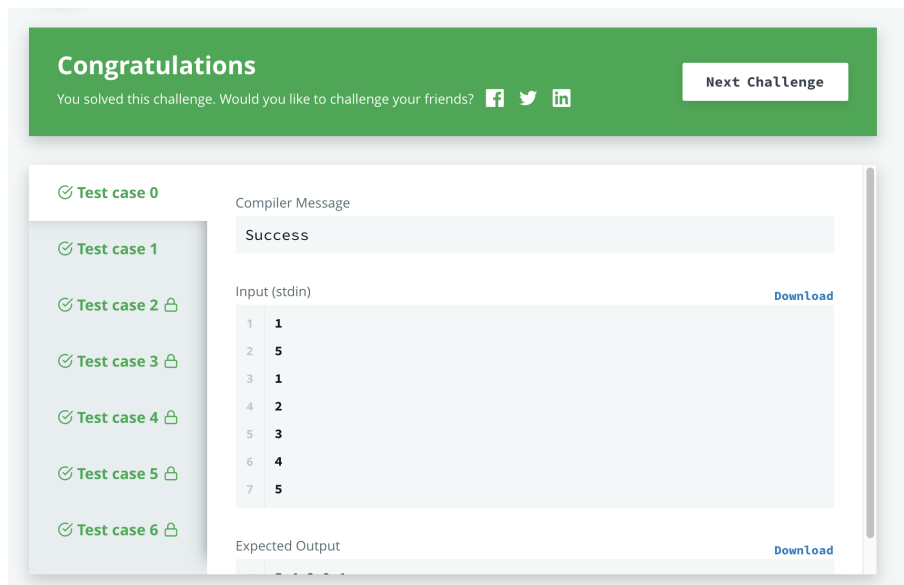 Congratulations
You solved this challenge. Would you like to challenge your friends?
Next Challenge
Test case 0
Test case 1
Test case 2
Test case 3
Test case 4
Test case 5
Test case 6
Compiler Message
Success
Input (stdin)
Download
1 1
2 5
3 1
4 2
5 3
6 4
7 5
Expected Output
Download